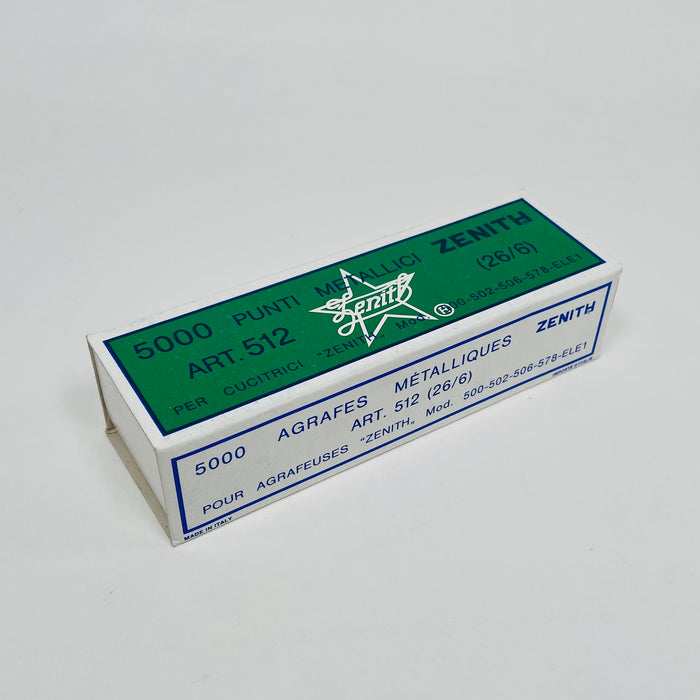 5000 PUNTI METALLICI ZENITH
ART. 512 (26/6)
Zenith
PER CUCITRICI "ZENITH„ Mod. 500-502-506-578-ELE1
5000 AGRAFES MÉTALLIQUES ZENITH
ART. 512 (26/6)
POUR AGRAFEUSES "ZENITH„ Mod. 500-502-506-578-ELE1
MADE IN ITALY
IMPORTÉ D'ITALIE